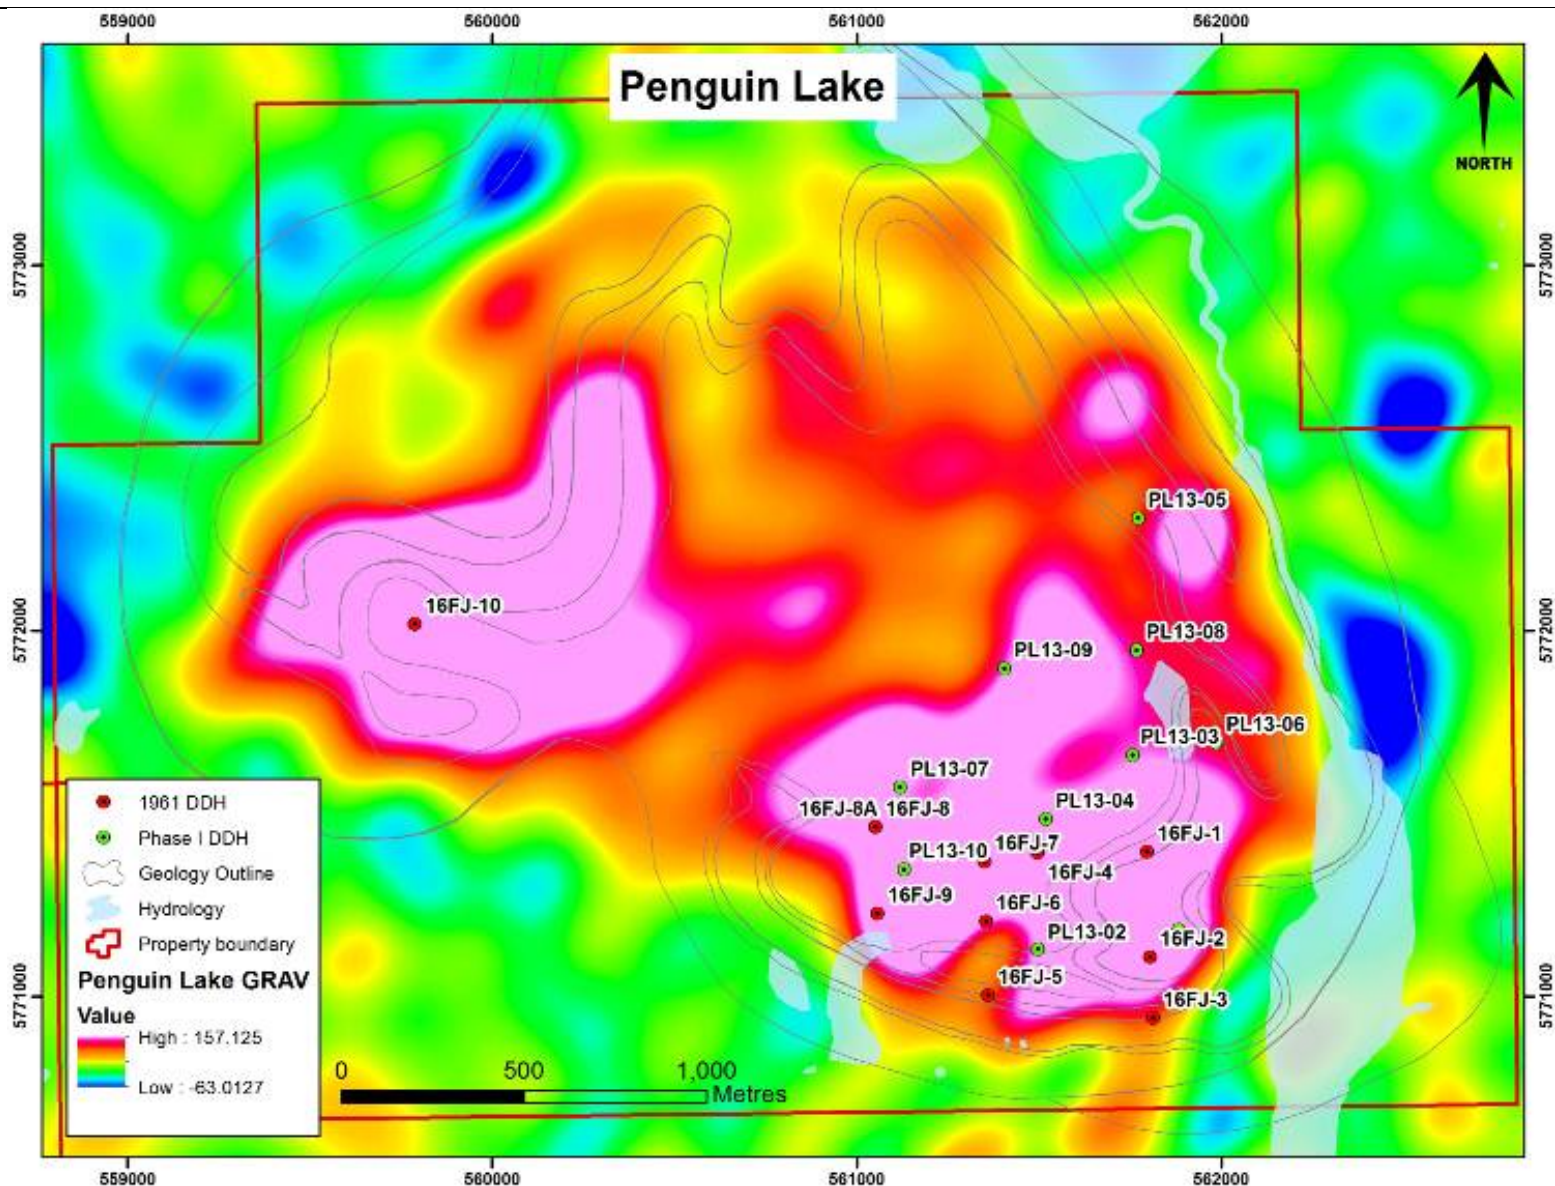 559000 560000 561000 562000
Penguin Lake
NORTH
5773000 5773000
PL13-05
16FJ-10
5772000 5772000
PL13-08
PL13-09
PL13-06
PL13-03
PL13-07
PL13-04
16FJ-8A 16FJ-8
16FJ-1
16FJ-7
PL13-10
16FJ-4
16FJ-9
16FJ-6
PL13-02
16FJ-2
16FJ-5
16FJ-3
5771000 5771000
1961 DDH
Phase I DDH
Geology Outline
Hydrology
Property boundary
Penguin Lake GRAV
Value
High : 157.125
Low : -63.0127
0 500 1,000
Metres
559000 560000 561000 562000